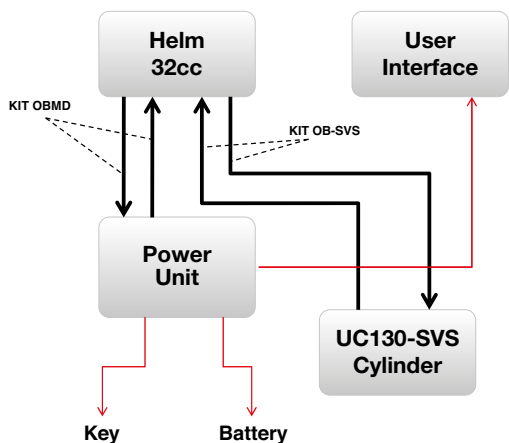 Helm
32cc
User
Interface
KIT OBMD
KIT OB-SVS
Power
Unit
UC130-SVS
Cylinder
Key
Battery